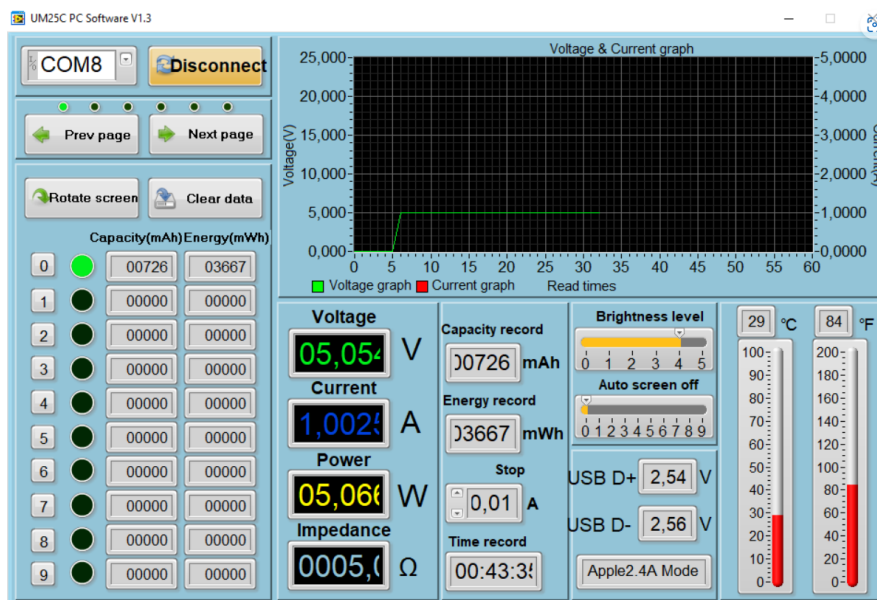 UM25C PC Software V1.3
COM8
Disconnect
Prev page
Next page
Rotate screen
Clear data
Capacity(mAh) Energy(mWh)
0 00726 03667
1 00000 00000
2 00000 00000
3 00000 00000
4 00000 00000
5 00000 00000
6 00000 00000
7 00000 00000
8 00000 00000
9 00000 00000
Voltage & Current graph
Voltage(V)
25,000
20,000
15,000
10,000
5,000
0,000
5,0000
4,0000
3,0000
2,0000
1,0000
0,0000
0 5 10 15 20 25 30 35 40 45 50 55 60
Voltage graph Current graph Read times
Voltage
05,054 V
Current
1,0025 A
Power
05,066 W
Impedance
0005,0 Ω
Capacity record
00726 mAh
Energy record
03667 mWh
Stop
0,01 A
Time record
00:43:3
Brightness level
0 1 2 3 4 5
Auto screen off
0 1 2 3 4 5 6 7 8 9
USB D+ 2,54 V
USB D- 2,56 V
Apple2.4A Mode
29 °C
100
90
80
70
60
50
40
30
20
10
0
84 °F
200
180
160
140
120
100
80
60
40
20
0